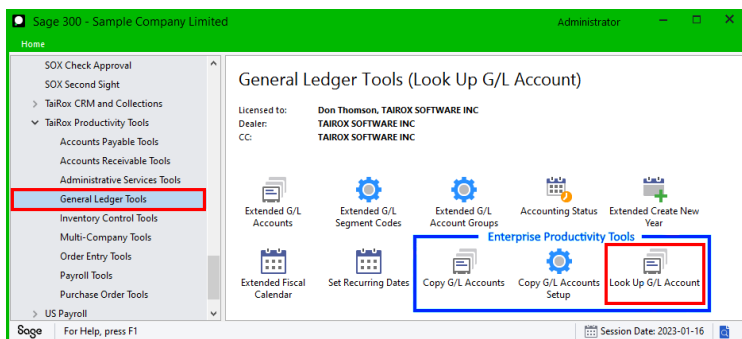 Sage 300 - Sample Company Limited
Administrator
Home
SOX Check Approval
SOX Second Sight
TaiRox CRM and Collections
TaiRox Productivity Tools
Accounts Payable Tools
Accounts Receivable Tools
Administrative Services Tools
General Ledger Tools
Inventory Control Tools
Multi-Company Tools
Order Entry Tools
Payroll Tools
Purchase Order Tools
US Payroll
General Ledger Tools (Look Up G/L Account)
Licensed to: Don Thomson, TAIROX SOFTWARE INC
Dealer: TAIROX SOFTWARE INC
CC: TAIROX SOFTWARE INC
Extended G/L
Accounts
Extended G/L
Segment Codes
Extended G/L
Account Groups
Accounting Status
Extended Create New
Year
Enterprise Productivity Tools
Extended Fiscal
Calendar
Set Recurring Dates
Copy G/L Accounts
Copy G/L Accounts
Setup
Look Up G/L Account
Sage
For Help, press F1
Session Date: 2023-01-16